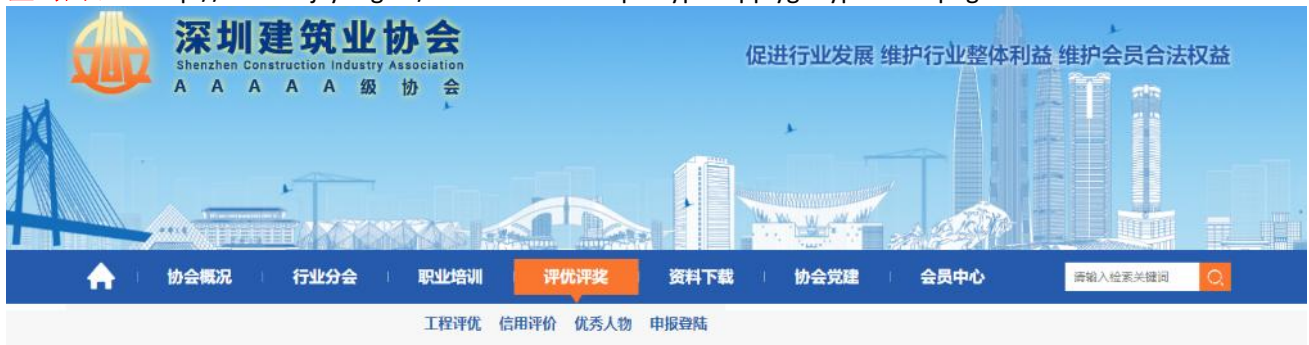 深圳建筑业协会
Shenzhen Construction Industry Association
A A A A A 级 协 会
促进行业发展 维护行业整体利益 维护会员合法权益
协会概况 行业分会 职业培训 评优评奖 资料下载 协会党建 会员中心 请输入检索关键词
工程评优 信用评价 优秀人物 申报登陆